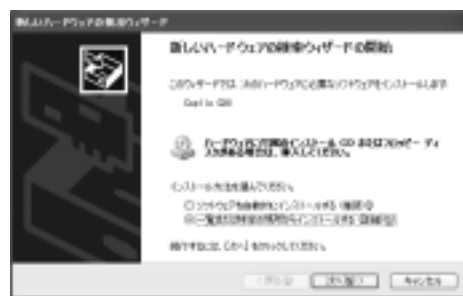 新しいハードウェアの検索ウィザード
新しいハードウェアの検索ウィザードの開始
このウィザードでは、次のハードウェアに必要なソフトウェアをインストールします:
ハードウェアに付属のインストール CD またはフロッピー ディスクがある場合は、挿入してください。
インストール方法を選んでください。
ソフトウェアを自動的にインストールする (推奨)(I)
一覧または特定の場所からインストールする (詳細)(S)
続行するには、[次へ] をクリックしてください。
< 戻る(B)
次へ(N) >
キャンセル